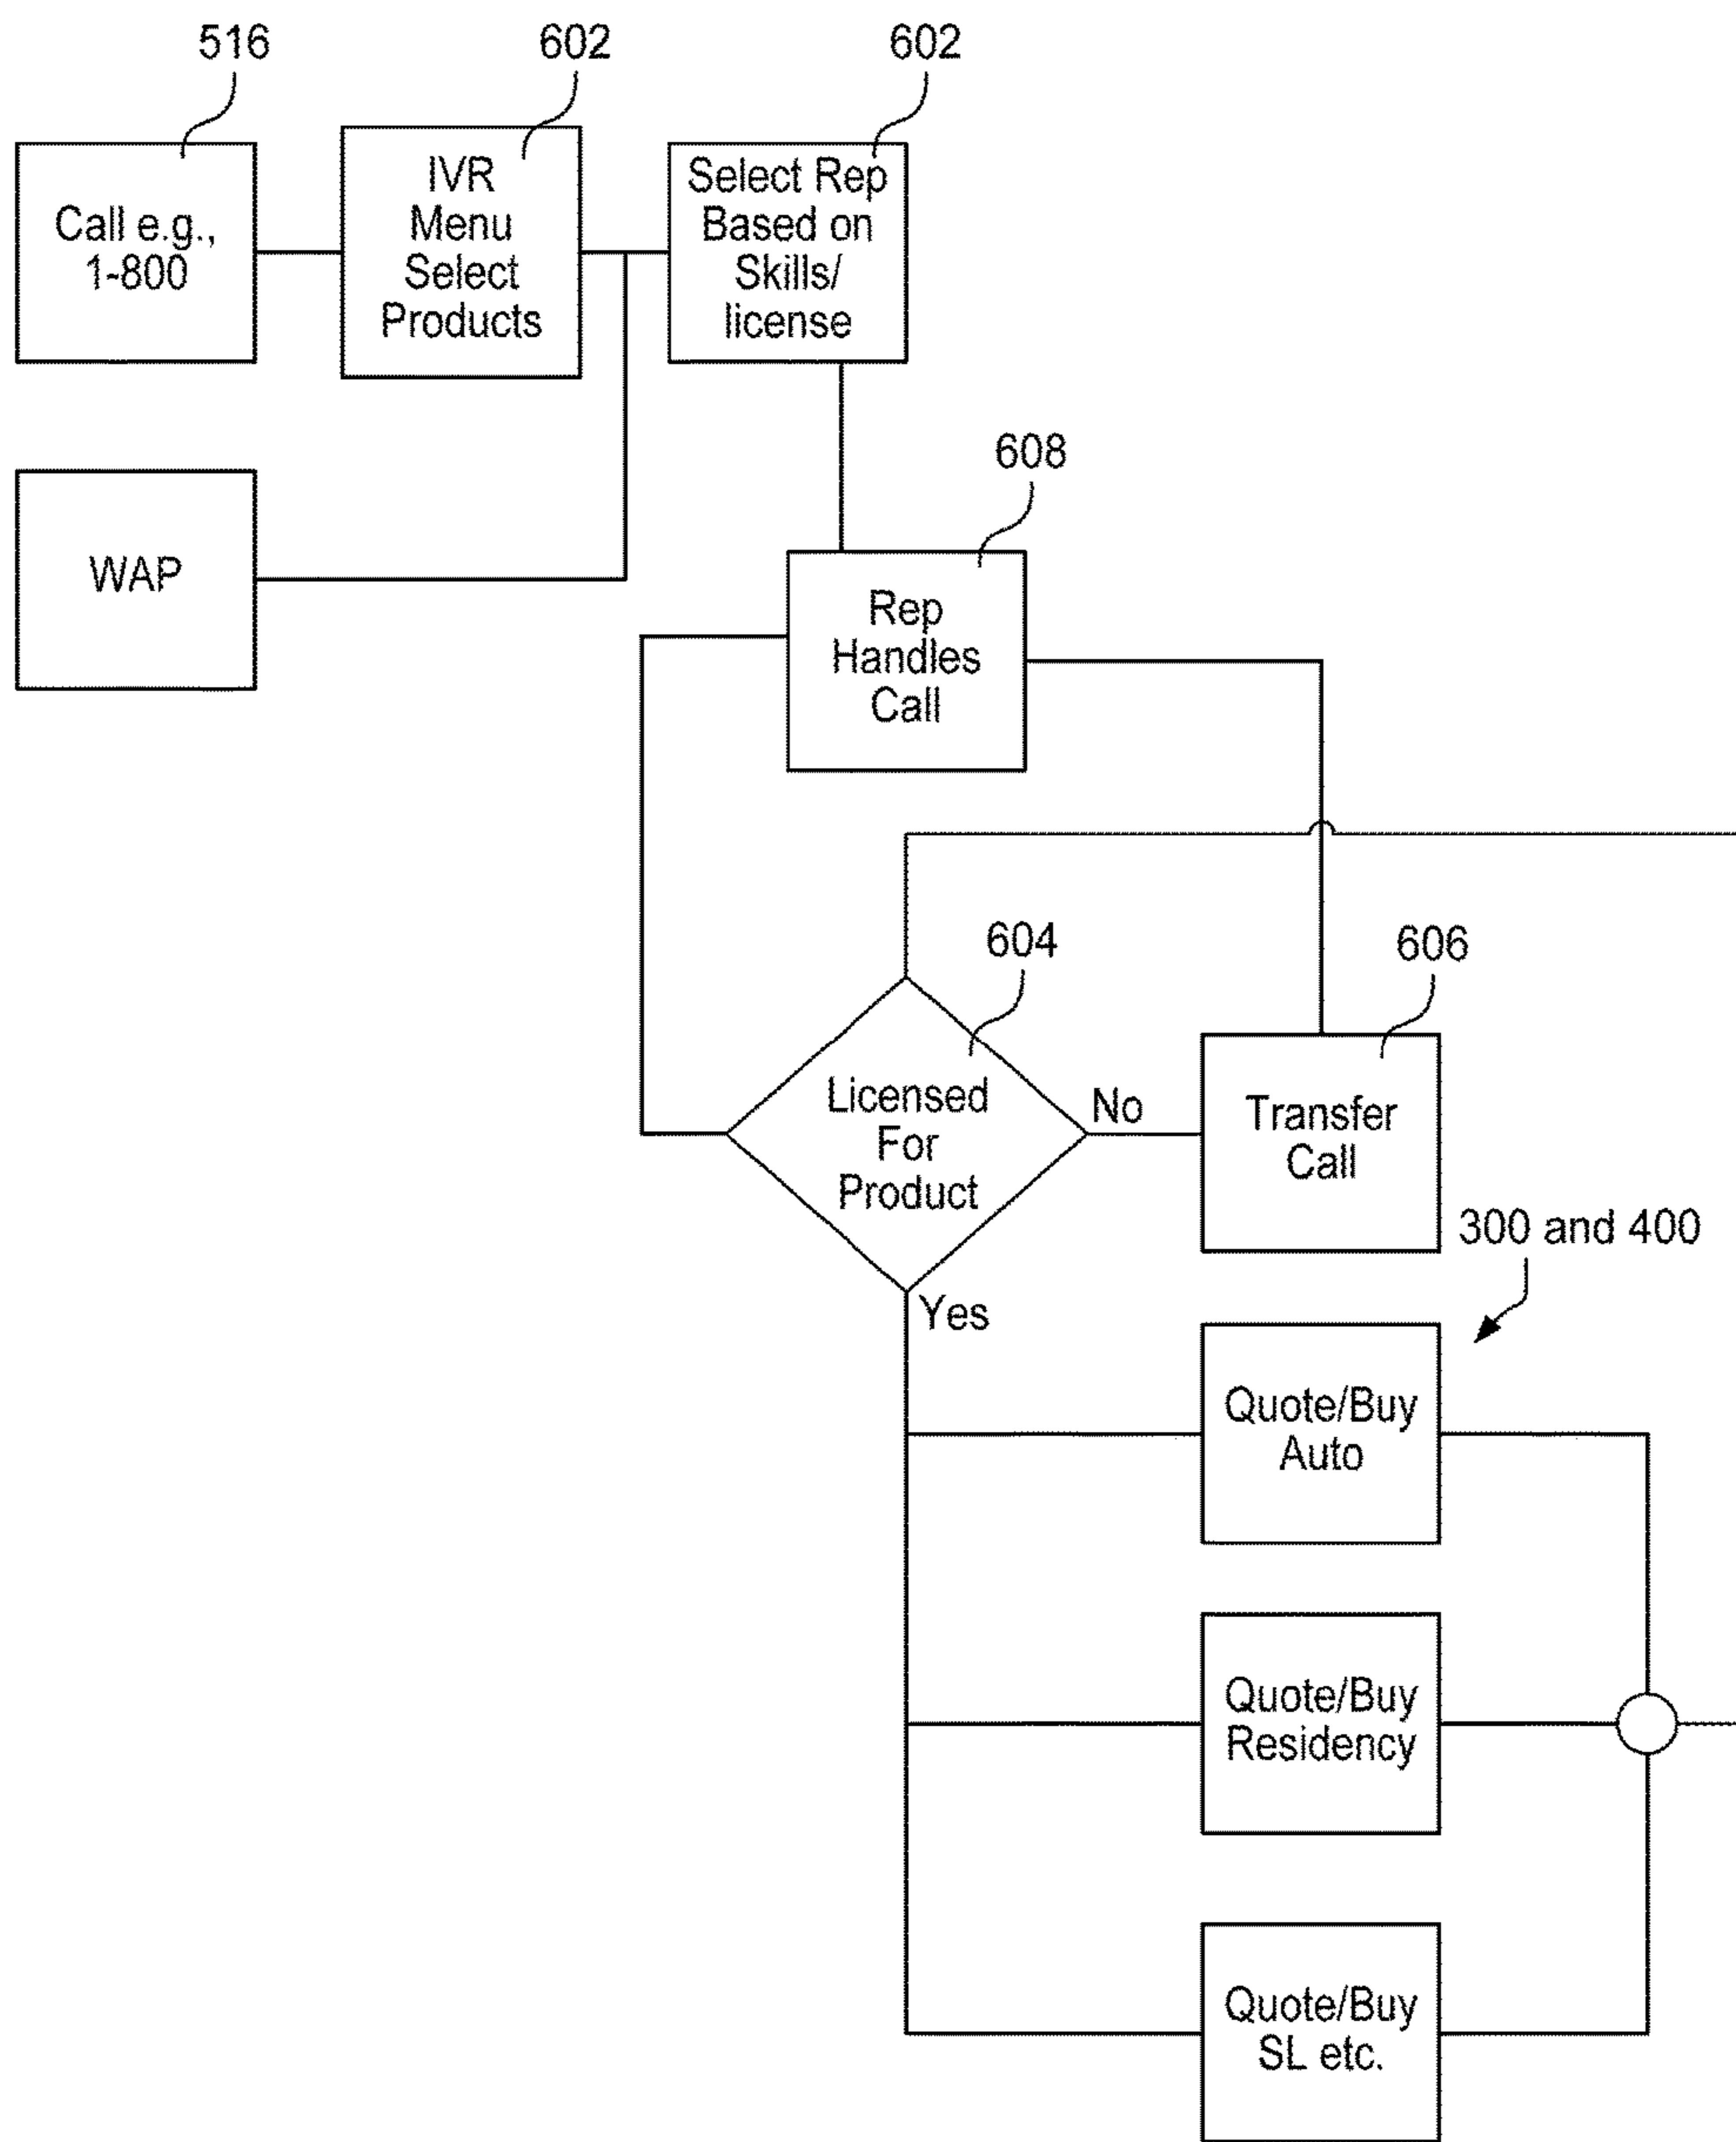 516
602
602
Call e.g.,
1-800
IVR
Menu
Select
Products
Select Rep
Based on
Skills/
license
WAP
608
Rep
Handles
Call
604
606
Licensed
For
Product
No
Transfer
Call
Yes
300 and 400
Quote/Buy
Auto
Quote/Buy
Residency
Quote/Buy
SL etc.